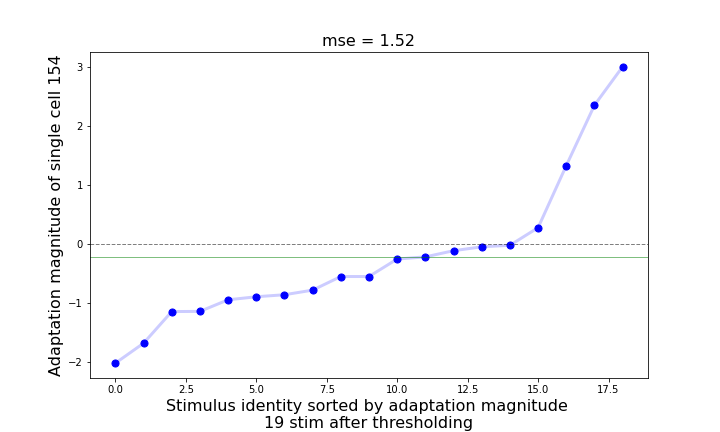 mse = 1.52
Adaptation magnitude of single cell 154
3
2
1
0
−1
−2
0.0 2.5 5.0 7.5 10.0 12.5 15.0 17.5
Stimulus identity sorted by adaptation magnitude
19 stim after thresholding